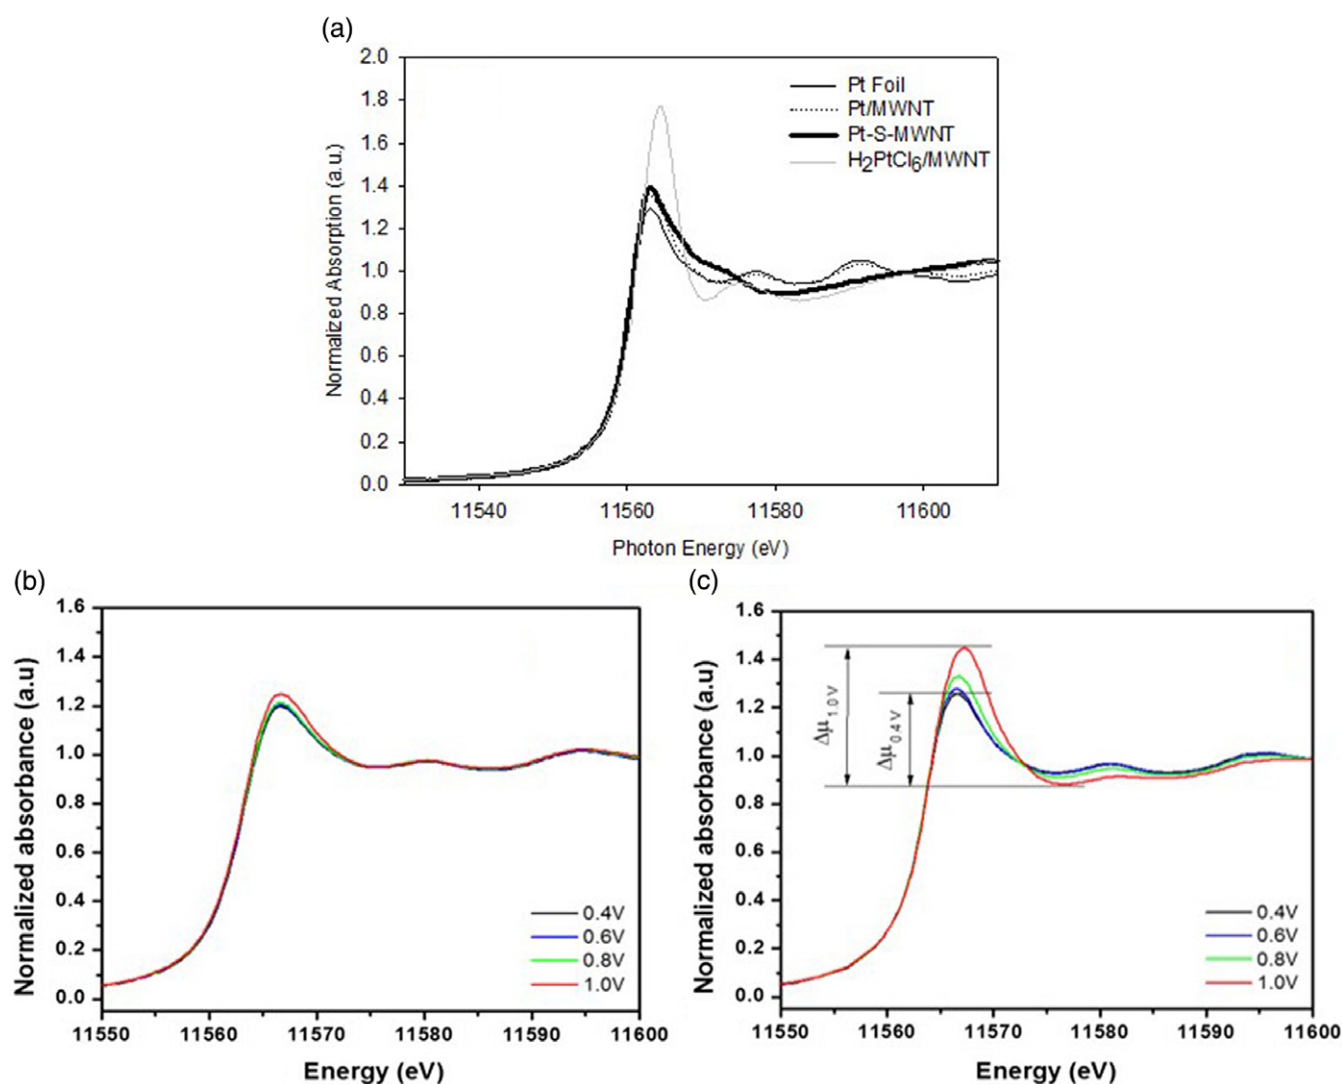 (a)
2.0
1.8
1.6
1.4
1.2
1.0
0.8
0.6
0.4
0.2
0.0
Normalized Absorption (a.u.)
Pt Foil
Pt/MWNT
Pt-S-MWNT
H2PtCl6/MWNT
11540 11560 11580 11600
Photon Energy (eV)
(b)
1.6
1.4
1.2
1.0
0.8
0.6
0.4
0.2
0.0
Normalized absorbance (a.u)
0.4V
0.6V
0.8V
1.0V
11550 11560 11570 11580 11590 11600
Energy (eV)
(c)
1.6
1.4
1.2
1.0
0.8
0.6
0.4
0.2
0.0
Normalized absorbance (a.u)
Δμ1.0 V
Δμ0.4 V
0.4V
0.6V
0.8V
1.0V
11550 11560 11570 11580 11590 11600
Energy (eV)